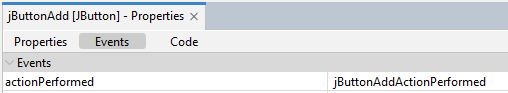 jButtonAdd [JButton] - Properties ×
Properties Events Code
Events
actionPerformed jButtonAddActionPerformed